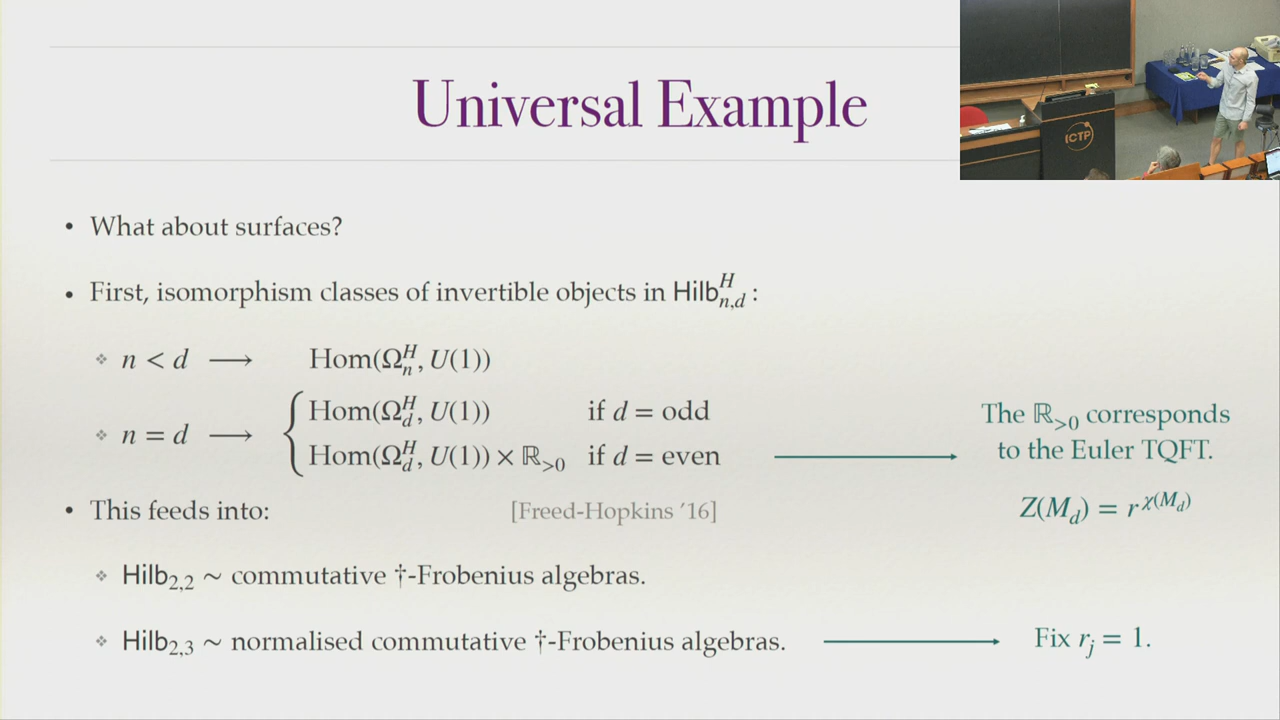 Universal Example
ICTP
• What about surfaces?
• First, isomorphism classes of invertible objects in Hilb^H_{n,d} :
❖ n < d ⟶ Hom(Ω^H_n, U(1))
❖ n = d ⟶ { Hom(Ω^H_d, U(1)) if d = odd
Hom(Ω^H_d, U(1)) × ℝ_{>0} if d = even
The ℝ_{>0} corresponds
to the Euler TQFT.
Z(M_d) = r^{χ(M_d)}
• This feeds into: [Freed-Hopkins ′16]
❖ Hilb_{2,2} ∼ commutative †-Frobenius algebras.
❖ Hilb_{2,3} ∼ normalised commutative †-Frobenius algebras. ⟶ Fix r_j = 1.